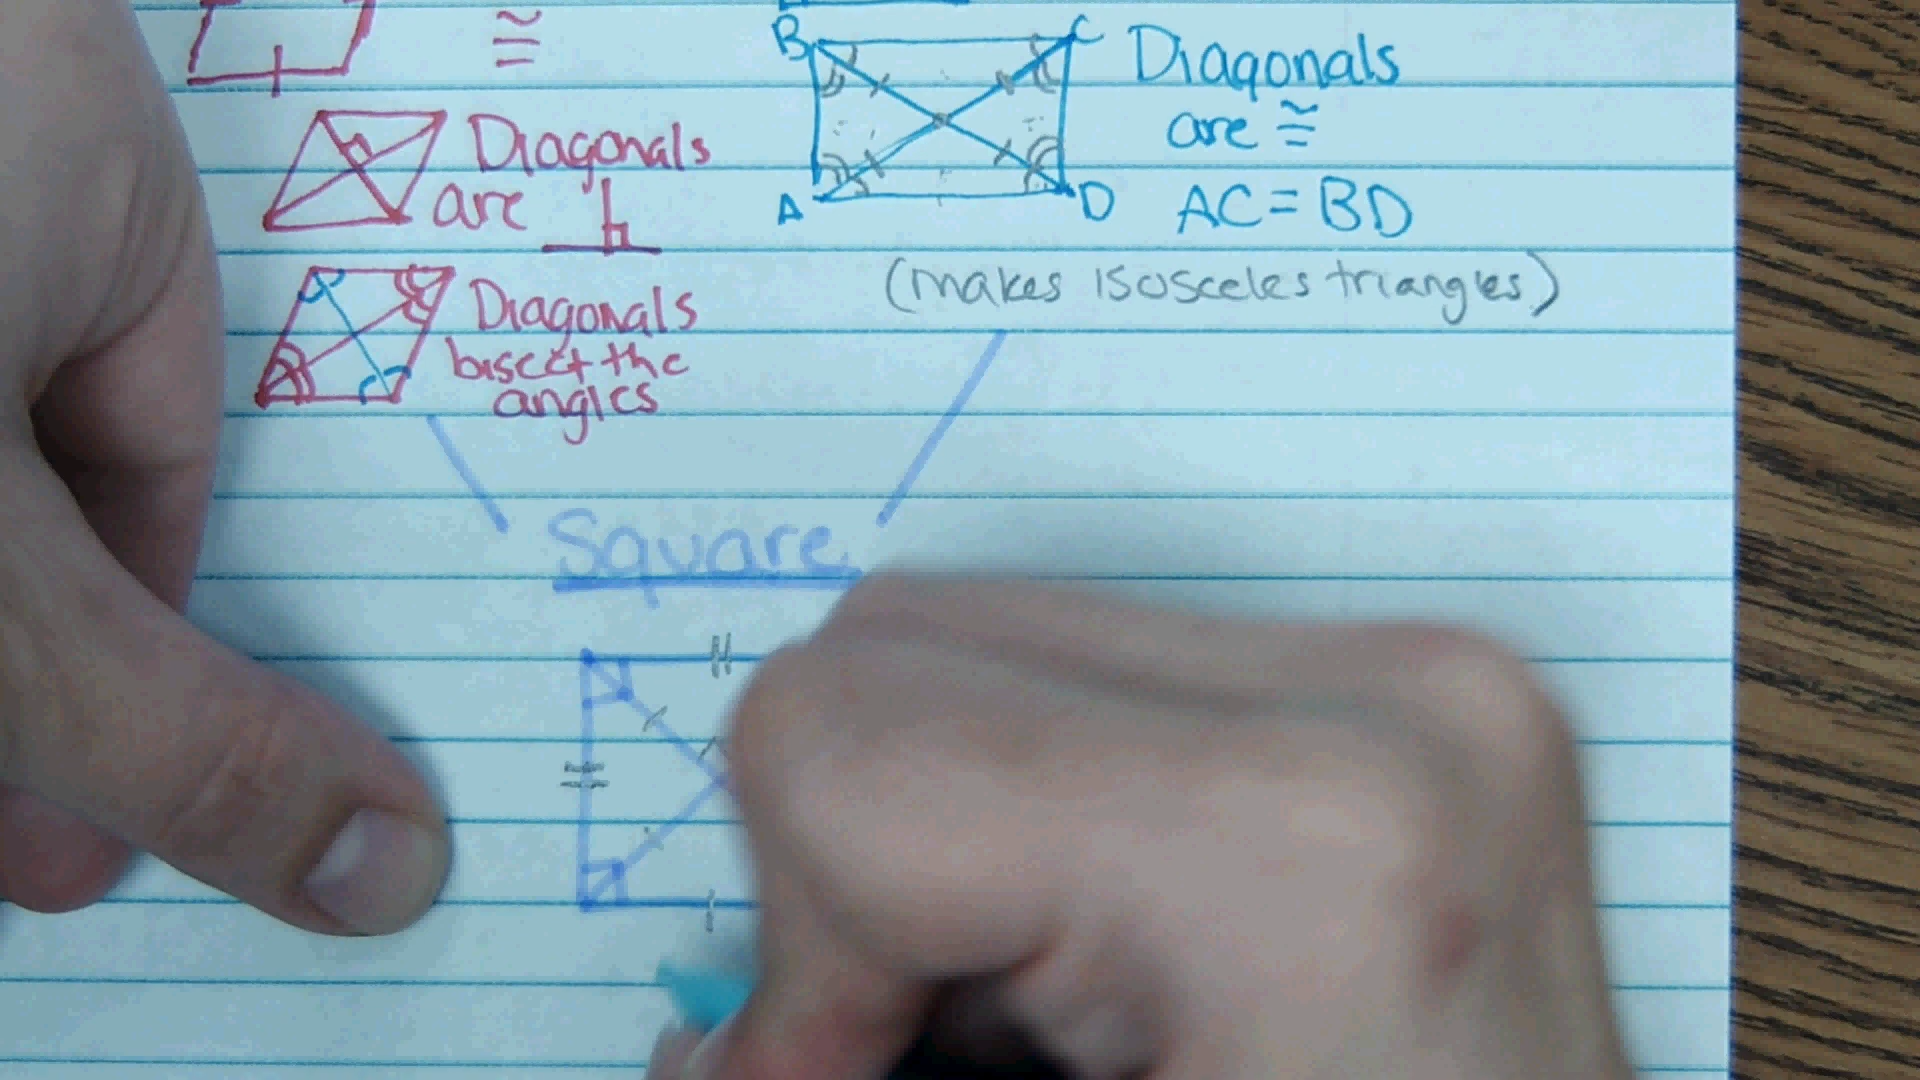 ≅
Diagonals
are ⊥
Diagonals
bisect the
angles
B
C
A
D
Diagonals
are ≅
AC = BD
(makes isosceles triangles)
Square